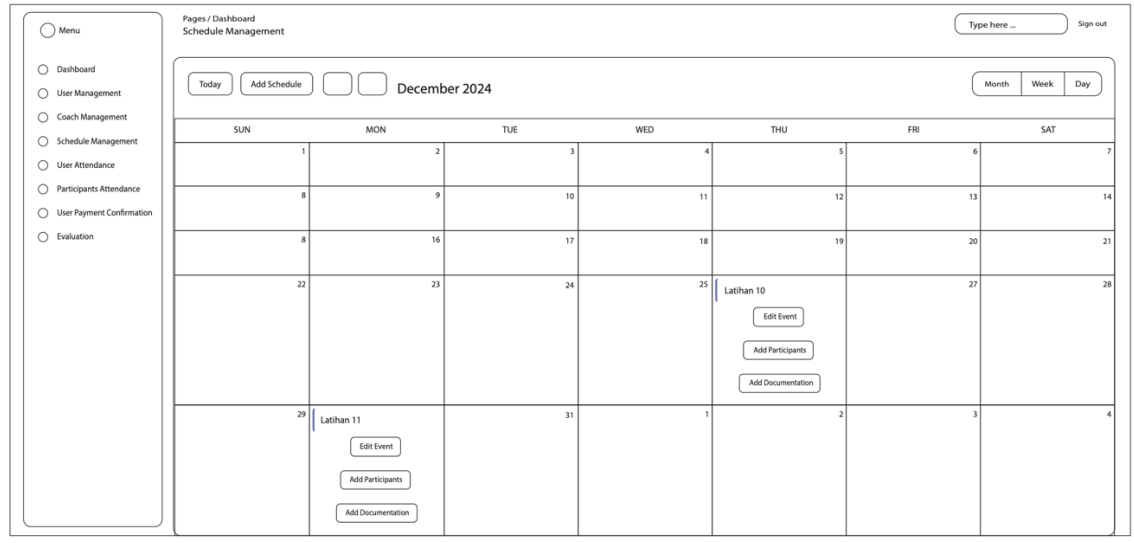 Menu
Dashboard
User Management
Coach Management
Schedule Management
User Attendance
Participants Attendance
User Payment Confirmation
Evaluation
Pages / Dashboard
Schedule Management
Type here ...
Sign out
Today
Add Schedule
December 2024
Month
Week
Day
SUN MON TUE WED THU FRI SAT
1 2 3 4 5 6 7
8 9 10 11 12 13 14
8 16 17 18 19 20 21
22 23 24 25 27 28
Latihan 10
Edit Event
Add Participants
Add Documentation
29 31 1 2 3 4
Latihan 11
Edit Event
Add Participants
Add Documentation